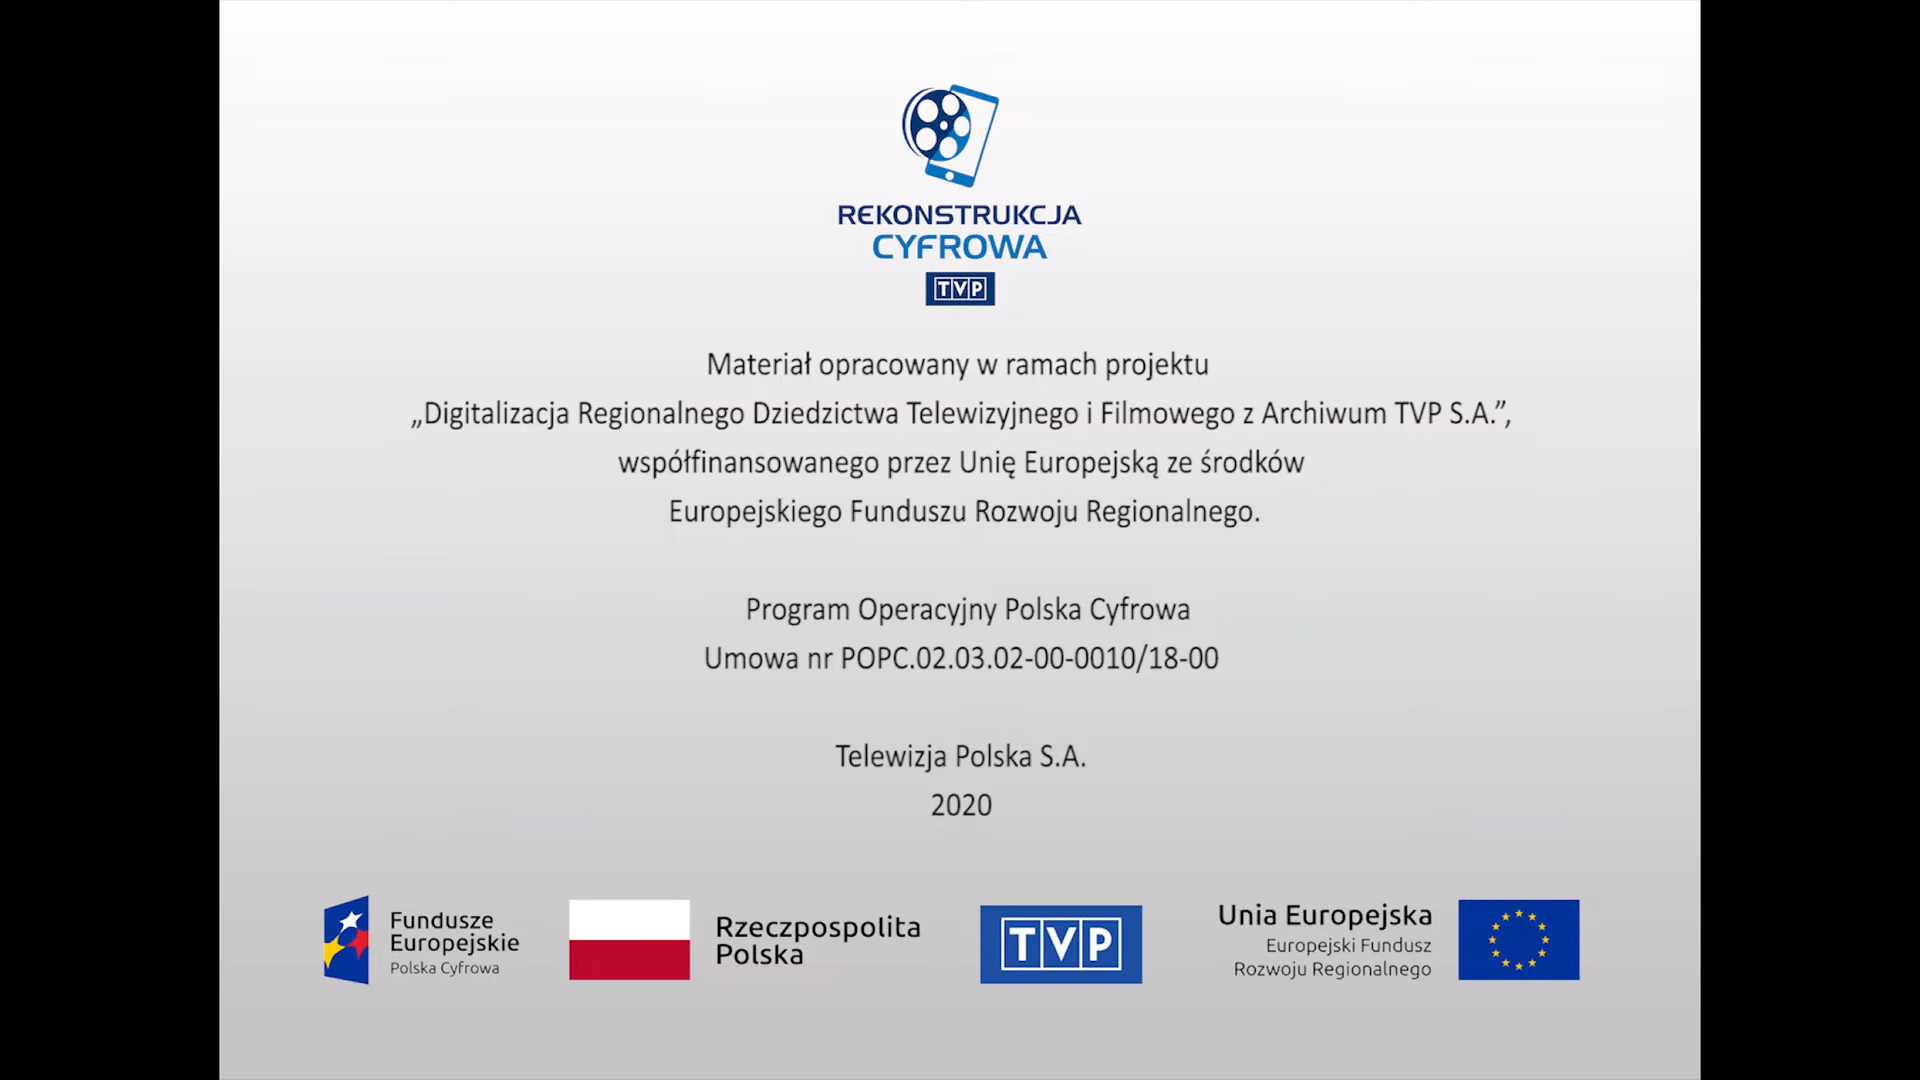 REKONSTRUKCJA
CYFROWA
TVP
Materiał opracowany w ramach projektu
„Digitalizacja Regionalnego Dziedzictwa Telewizyjnego i Filmowego z Archiwum TVP S.A.”,
współfinansowanego przez Unię Europejską ze środków
Europejskiego Funduszu Rozwoju Regionalnego.
Program Operacyjny Polska Cyfrowa
Umowa nr POPC.02.03.02-00-0010/18-00
Telewizja Polska S.A.
2020
Fundusze
Europejskie
Polska Cyfrowa
Rzeczpospolita
Polska
TVP
Unia Europejska
Europejski Fundusz
Rozwoju Regionalnego